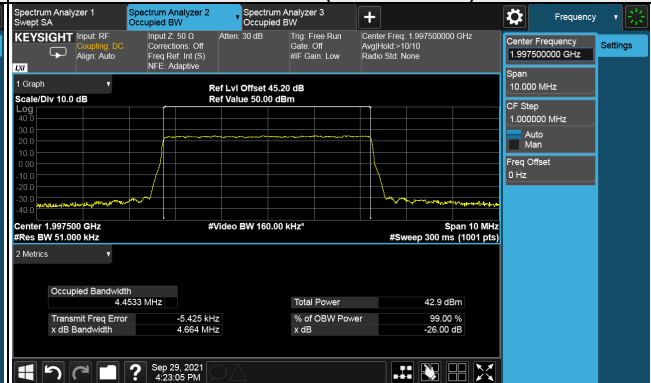 Spectrum Analyzer 1
Swept SA
Spectrum Analyzer 2
Occupied BW
Spectrum Analyzer 3
Occupied BW
+
Frequency
KEYSIGHT
LXI
Input: RF
Coupling: DC
Align: Auto
Input Z: 50 Ω
Corrections: Off
Freq Ref: Int (S)
NFE: Adaptive
Atten: 30 dB
Trig: Free Run
Gate: Off
#IF Gain: Low
Center Freq: 1.997500000 GHz
Avg|Hold:>10/10
Radio Std: None
Center Frequency
1.997500000 GHz
Settings
Span
10.000 MHz
CF Step
1.000000 MHz
Auto
Man
Freq Offset
0 Hz
1 Graph
Scale/Div 10.0 dB
Ref Lvl Offset 45.20 dB
Ref Value 50.00 dBm
Log
40.0
30.0
20.0
10.0
0.00
-10.0
-20.0
-30.0
-40.0
Center 1.997500 GHz
#Video BW 160.00 kHz*
Span 10 MHz
#Res BW 51.000 kHz
#Sweep 300 ms (1001 pts)
2 Metrics
Occupied Bandwidth
4.4533 MHz
Total Power
42.9 dBm
Transmit Freq Error
-5.425 kHz
% of OBW Power
99.00 %
x dB Bandwidth
4.664 MHz
x dB
-26.00 dB
?
Sep 29, 2021
4:23:05 PM